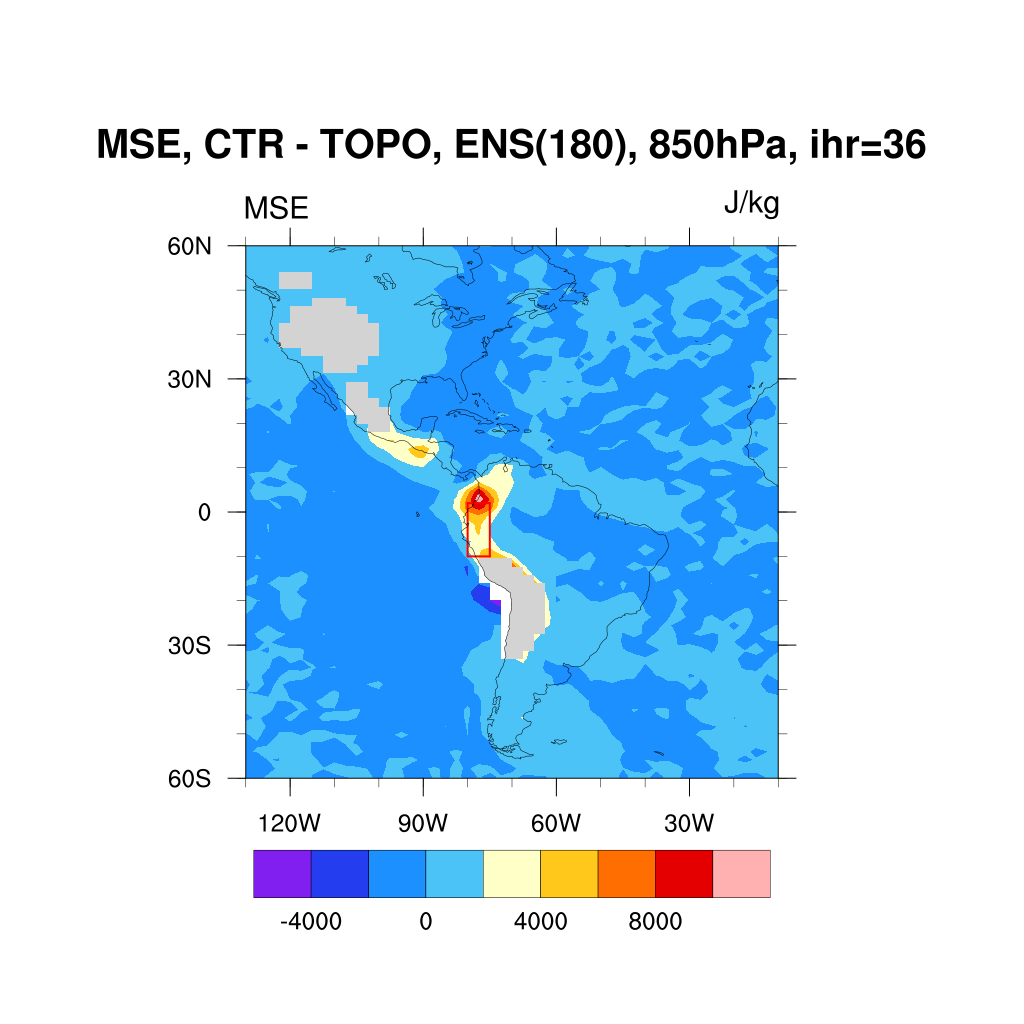 MSE, CTR - TOPO, ENS(180), 850hPa, ihr=36
MSE J/kg
60N
30N
0
30S
60S
120W 90W 60W 30W
-4000 0 4000 8000